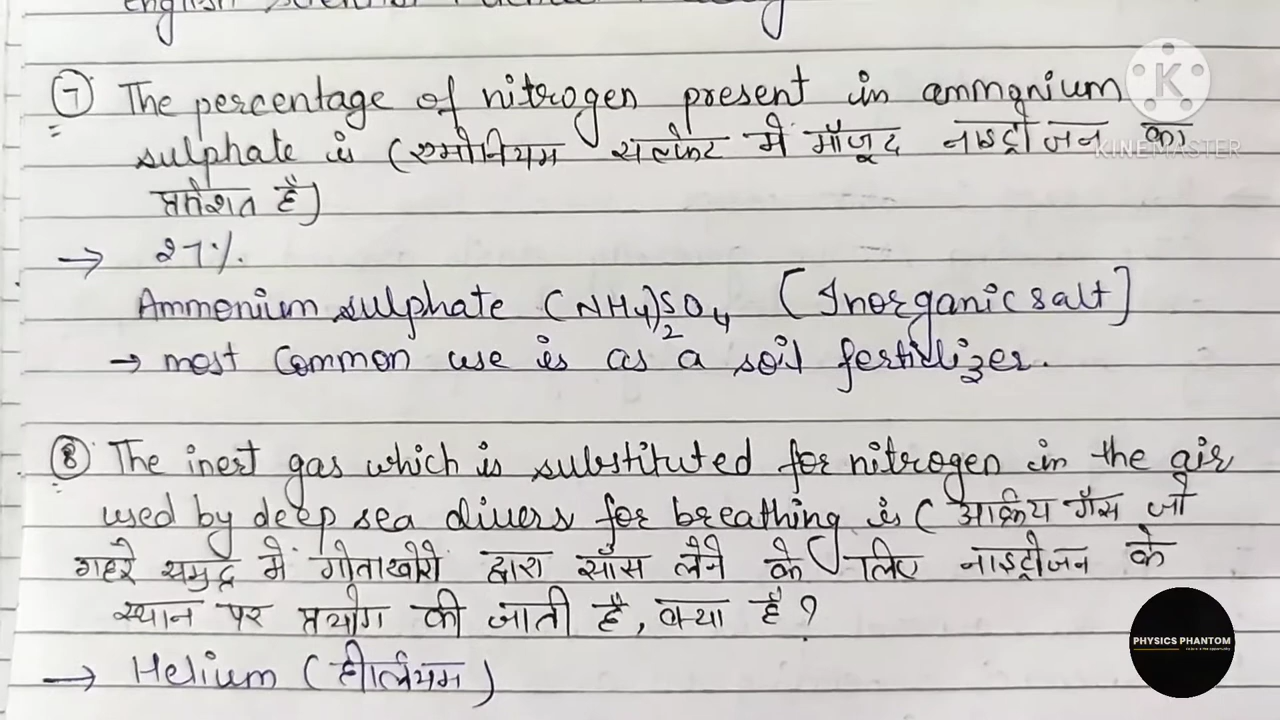 English
7 The percentage of nitrogen present in ammonium
sulphate is (एमोनियम सल्फेट में मौजूद नाइट्रोजन का
प्रतिशत है)
→ 21%.
Ammonium sulphate (NH4)2SO4 [Inorganic salt]
→ most common use is as a soil fertilizer.
8 The inert gas which is substituted for nitrogen in the air
used by deep sea divers for breathing is (अक्रिय गैस जो
गहरे समुद्र में गोताखोरो द्वारा साँस लेने के लिए नाइट्रोजन के
स्थान पर प्रयोग की जाती है, क्या है?
→ Helium (हीलियम)
K
KINEMASTER
PHYSICS PHANTOM